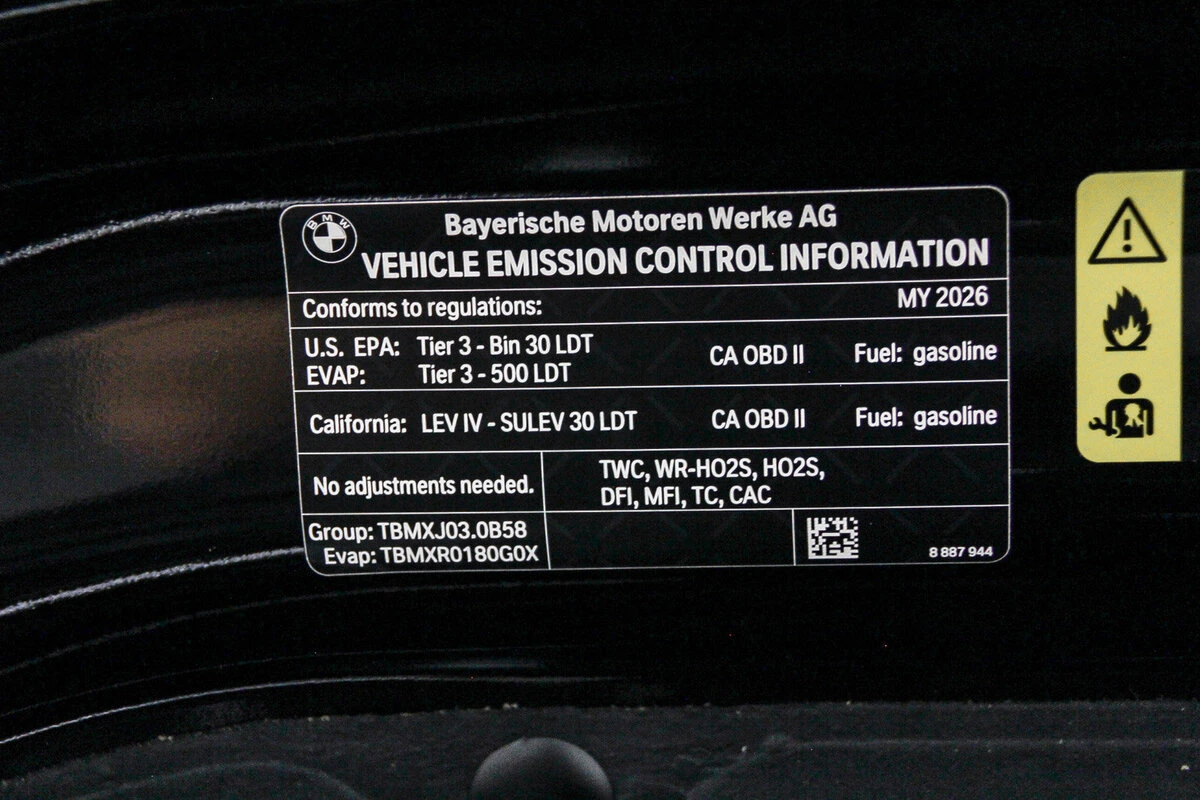 BMW
Bayerische Motoren Werke AG
VEHICLE EMISSION CONTROL INFORMATION
Conforms to regulations: MY 2026
U.S. EPA: Tier 3 - Bin 30 LDT CA OBD II Fuel: gasoline
EVAP: Tier 3 - 500 LDT
California: LEV IV - SULEV 30 LDT CA OBD II Fuel: gasoline
No adjustments needed.
TWC, WR-HO2S, HO2S,
DFI, MFI, TC, CAC
Group: TBMXJ03.0B58
Evap: TBMXR0180G0X
8 887 944